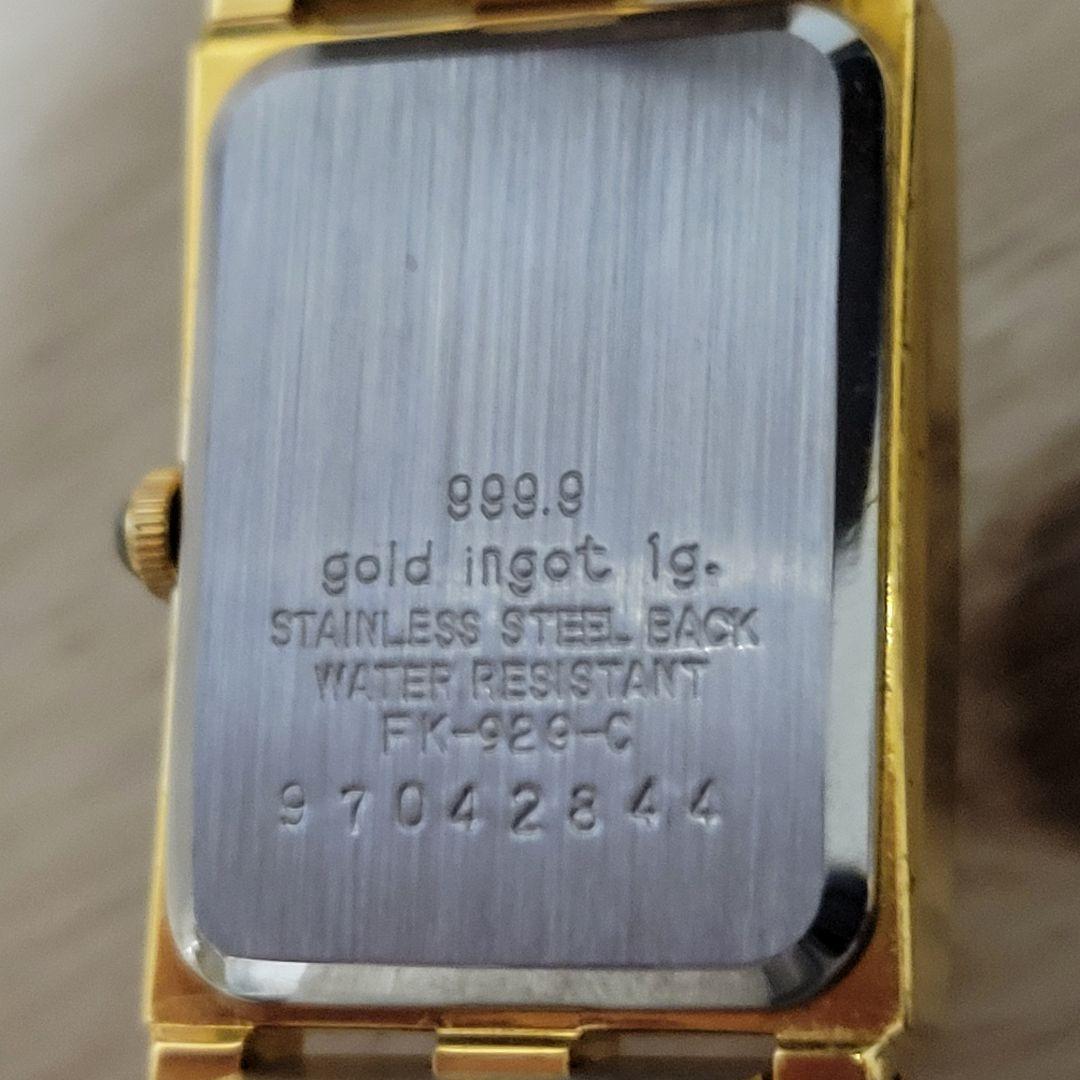 999.9
gold ingot 1g.
STAINLESS STEEL BACK
WATER RESISTANT
FK-929-C
97042844